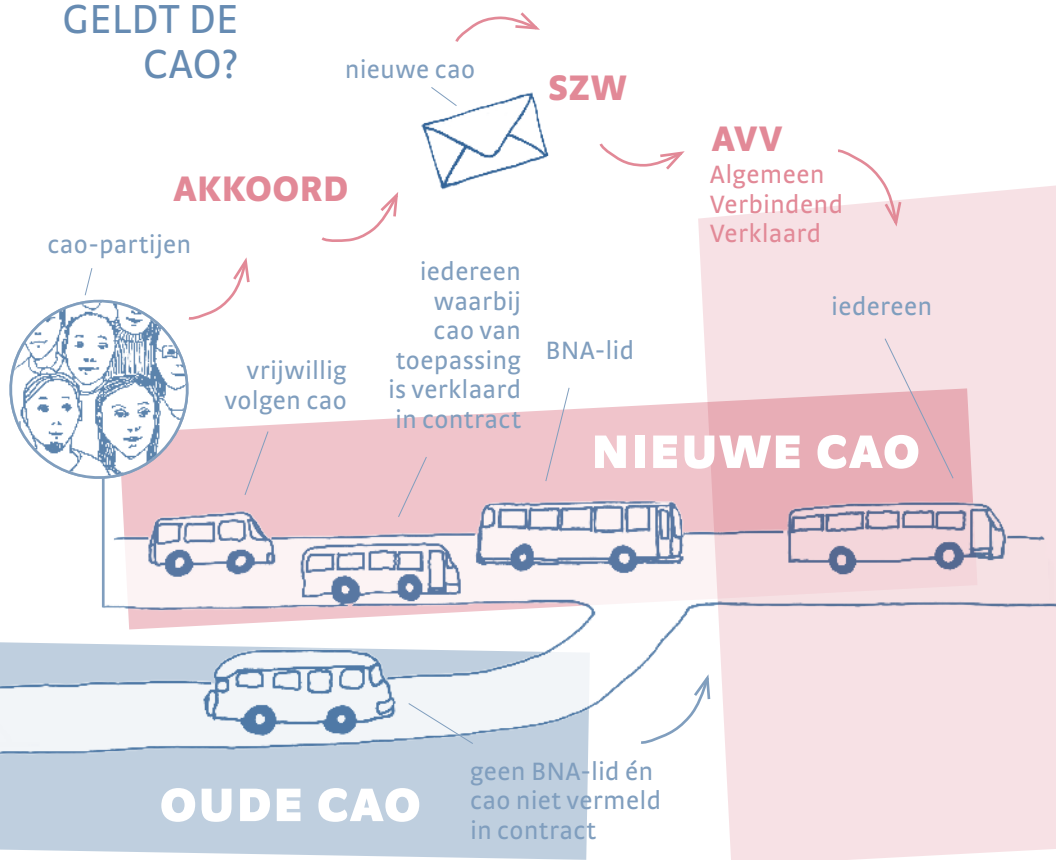 GELDT DE
CAO?
nieuwe cao
SZW
AVV
Algemeen
Verbindend
Verklaard
AKKOORD
cao-partijen
iedereen
waarbij
cao van
toepassing
is verklaard
in contract
vrijwillig
volgen cao
BNA-lid
iedereen
NIEUWE CAO
OUDE CAO
geen BNA-lid én
cao niet vermeld
in contract